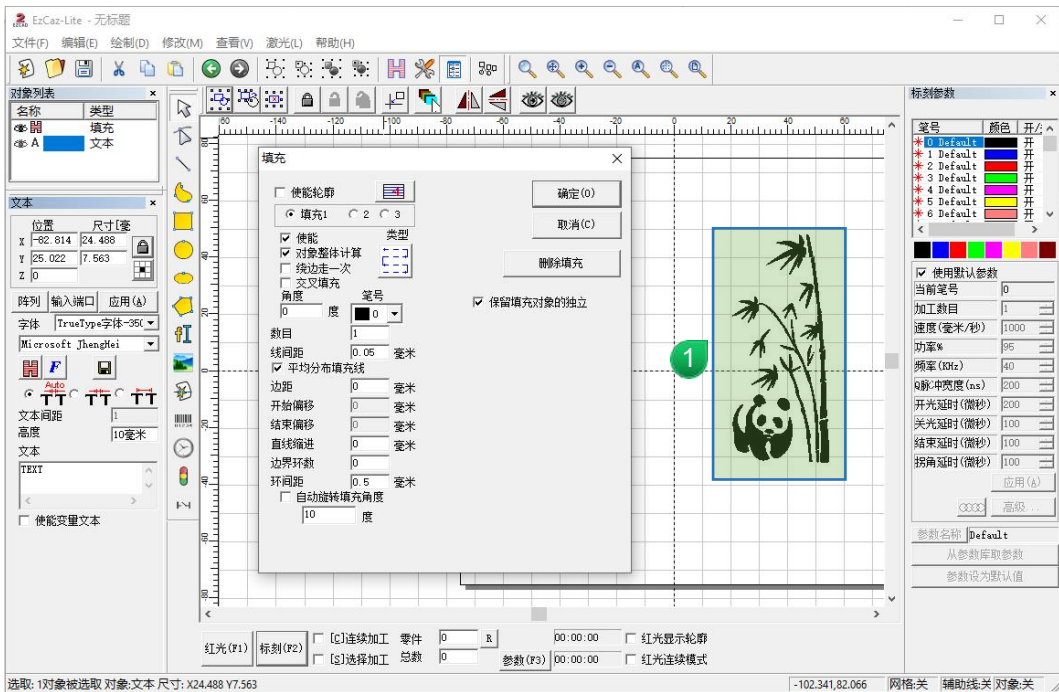 EzCaz-Lite - 无标题
文件(F) 编辑(E) 绘制(D) 修改(M) 查看(V) 激光(L) 帮助(H)
对象列表
名称 类型
填充
A 文本
文本
位置 尺寸[毫
X -82.814 24.488
Y 25.022 7.563
Z 0
阵列 输入端口 应用(A)
字体 TrueType字体-35(
Microsoft JhengHei
F
Auto
TT TT TT
文本间距 1
高度 10毫米
文本
TEXT
使能变量文本
填充
使能轮廓
填充1 2 3
使能 类型
对象整体计算
绕边走一次
交叉填充
角度 笔号
0 度 0
数目 1
线间距 0.05 毫米
平均分布填充线
边距 0 毫米
开始偏移 0 毫米
结束偏移 0 毫米
直线缩进 0 毫米
边界环数 0
环间距 0.5 毫米
自动旋转填充角度
10 度
确定(O)
取消(C)
删除填充
保留填充对象的独立
1
标刻参数
笔号 颜色 开/
0 Default 开
1 Default 开
2 Default 开
3 Default 开
4 Default 开
5 Default 开
6 Default 开
使用默认参数
当前笔号 0
加工数目 1
速度(毫米/秒) 1000
功率% 95
频率(KHz) 40
Q脉冲宽度(ns) 200
开光延时(微秒) 200
关光延时(微秒) 100
结束延时(微秒) 100
拐角延时(微秒) 100
应用(A)
高级...
参数名称 Default
从参数库取参数
参数设为默认值
红光(F1) 标刻(F2) [C]连续加工 零件 0 R 00:00:00 红光显示轮廓
[S]选择加工 总数 0 参数(F3) 00:00:00 红光连续模式
选取: 1对象被选取 对象:文本 尺寸: X24.488 Y7.563 -102.341,82.066 网格:关 辅助线:关 对象:关